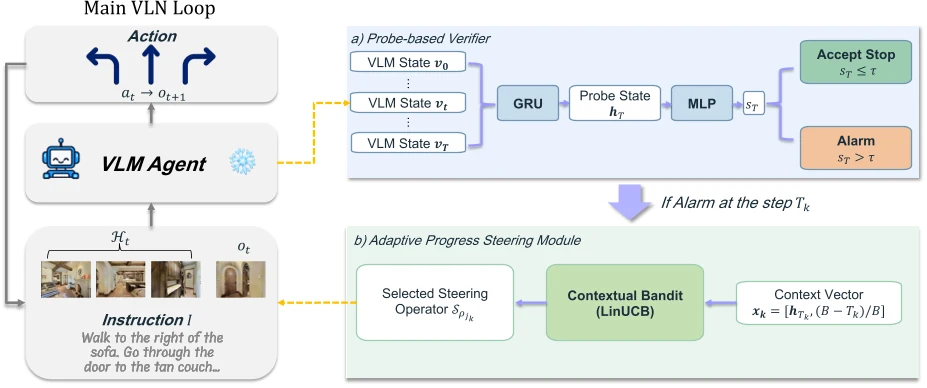 Main VLN Loop
Action
a_t → o_{t+1}
VLM Agent
ℋ_t
o_t
Instruction I
Walk to the right of the
sofa. Go through the
door to the tan couch...
a) Probe-based Verifier
VLM State v_0
⋮
VLM State v_t
⋮
VLM State v_T
GRU
Probe State
h_T
MLP
s_T
Accept Stop
s_T ≤ τ
Alarm
s_T > τ
If Alarm at the step T_k
b) Adaptive Progress Steering Module
Selected Steering
Operator 𝒮_{ρ_{j_k}}
Contextual Bandit
(LinUCB)
Context Vector
x_k = [h_{T_k}, (B − T_k)/B]